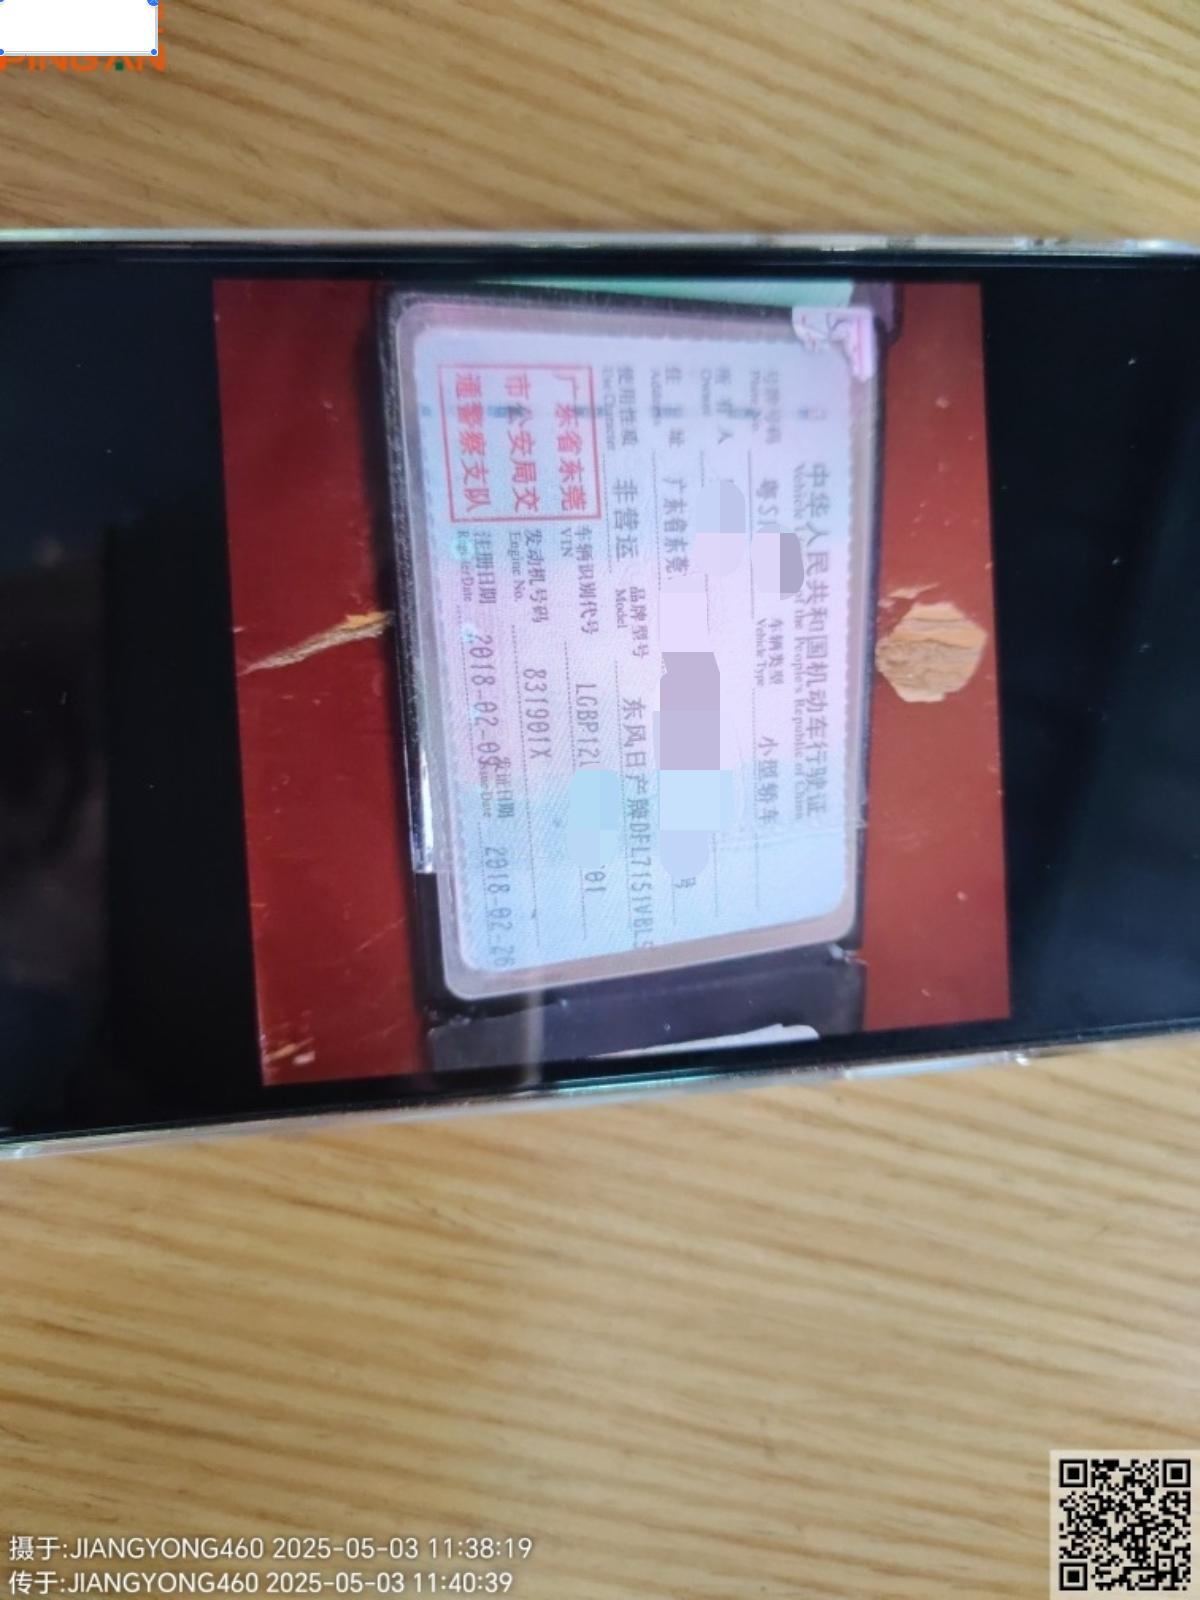 PING AN
中华人民共和国机动车行驶证
Vehicle of the People's Republic of China
号牌号码 粤S 车辆类型 小型轿车
Plate No. Vehicle Type
所有人
Owner
住址 广东省东莞 号
Address
使用性质 非营运 品牌型号 东风日产牌DFL7151VBL
Use Character Model
广东省东莞
市公安局交
通警察支队
车辆识别代号 LGBP12 01
VIN
发动机号码 831901X
Engine No.
注册日期 2018-02-0 发证日期 2018-02-26
Register Date Issue Date
摄于:JIANGYONG460 2025-05-03 11:38:19
传于:JIANGYONG460 2025-05-03 11:40:39